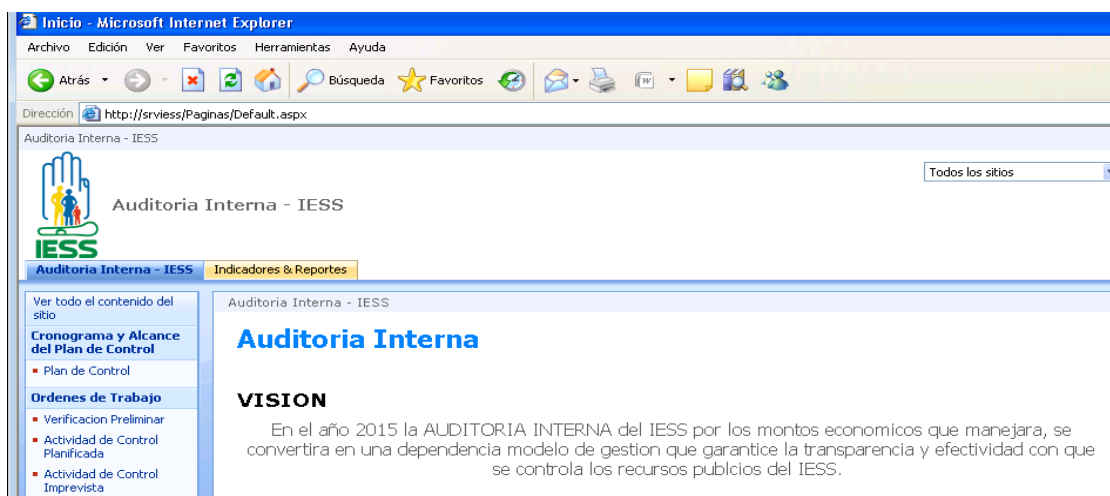 Inicio - Microsoft Internet Explorer
Archivo Edición Ver Favoritos Herramientas Ayuda
Atrás Búsqueda Favoritos
Dirección http://srviess/Paginas/Default.aspx
Auditoria Interna - IESS
Todos los sitios
Auditoria Interna - IESS
IESS
Auditoria Interna - IESS Indicadores & Reportes
Ver todo el contenido del
sitio
Cronograma y Alcance
del Plan de Control
Plan de Control
Ordenes de Trabajo
Verificacion Preliminar
Actividad de Control
Planificada
Actividad de Control
Imprevista
Auditoria Interna - IESS
Auditoria Interna
VISION
En el año 2015 la AUDITORIA INTERNA del IESS por los montos economicos que manejara, se
convertira en una dependencia modelo de gestion que garantice la transparencia y efectividad con que
se controla los recursos publcios del IESS.